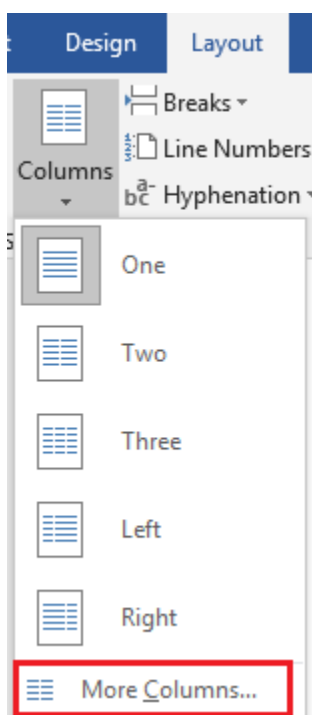 Design Layout
Breaks
Line Numbers
Columns
Hyphenation
One
Two
Three
Left
Right
More Columns...